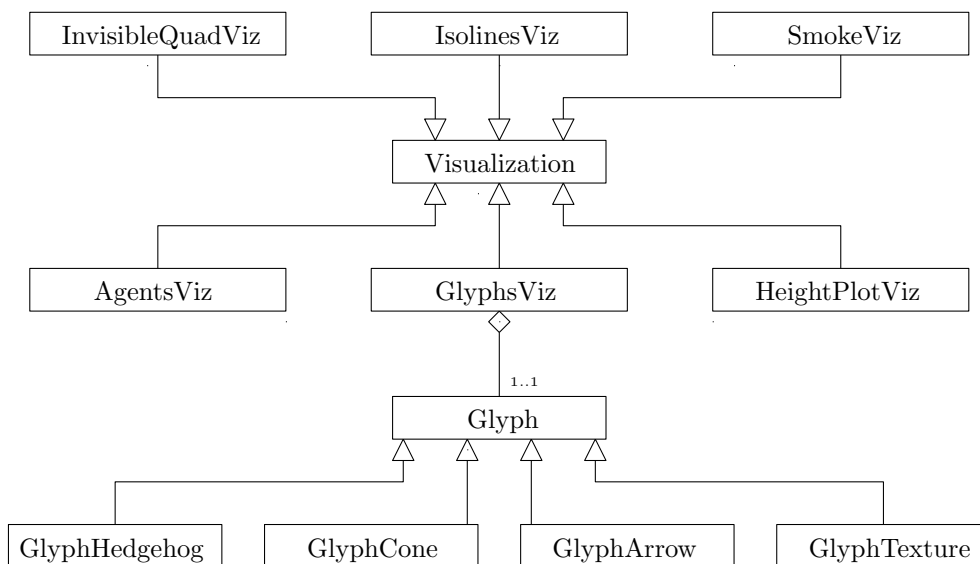 InvisibleQuadViz
IsolinesViz
SmokeViz
Visualization
AgentsViz
GlyphsViz
HeightPlotViz
1..1
Glyph
GlyphHedgehog
GlyphCone
GlyphArrow
GlyphTexture